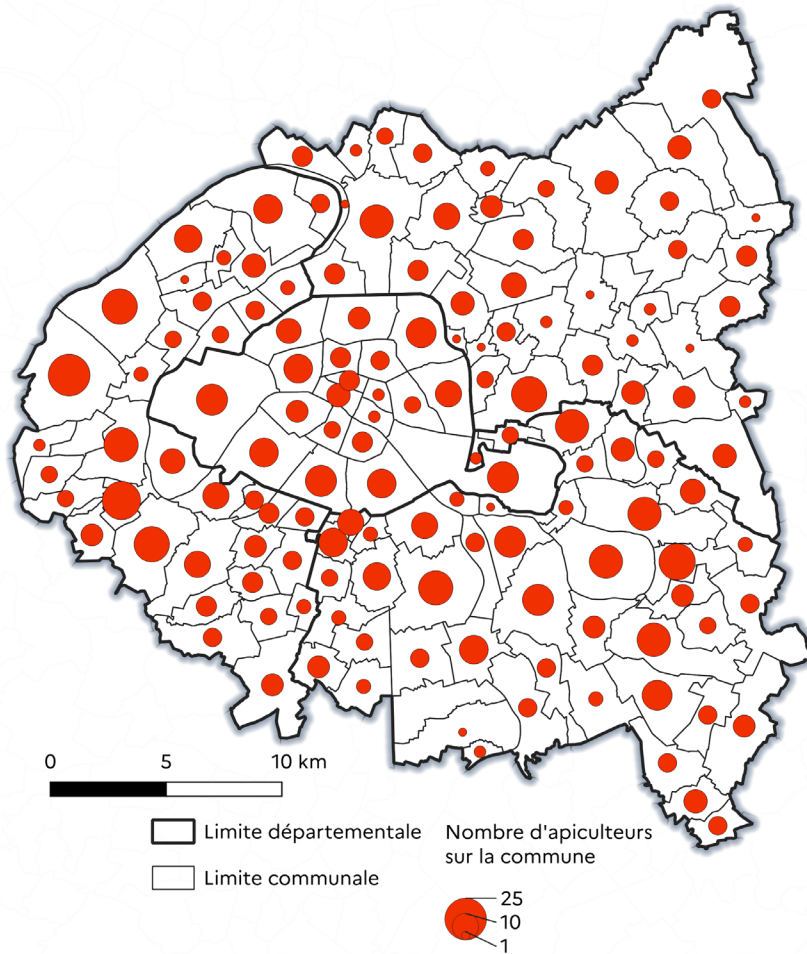 0 5 10 km
Limite départementale
Limite communale
Nombre d'apiculteurs
sur la commune
25
10
1